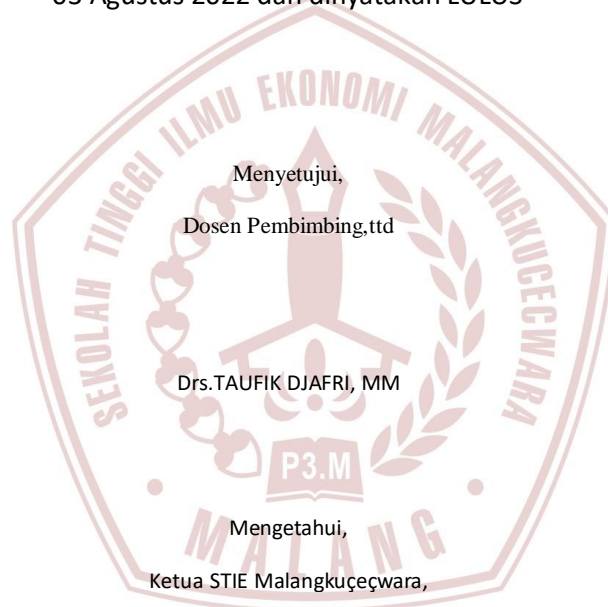 05 Agustus 2022 dan dinyatakan LULUS
SEKOLAH TINGGI ILMU EKONOMI MALANGKUCECWARA
Menyetujui,
Dosen Pembimbing,ttd
Drs.TAUFIK DJAFRI, MM
P3.M
MALANG
Mengetahui,
Ketua STIE Malangkuçeçwara,